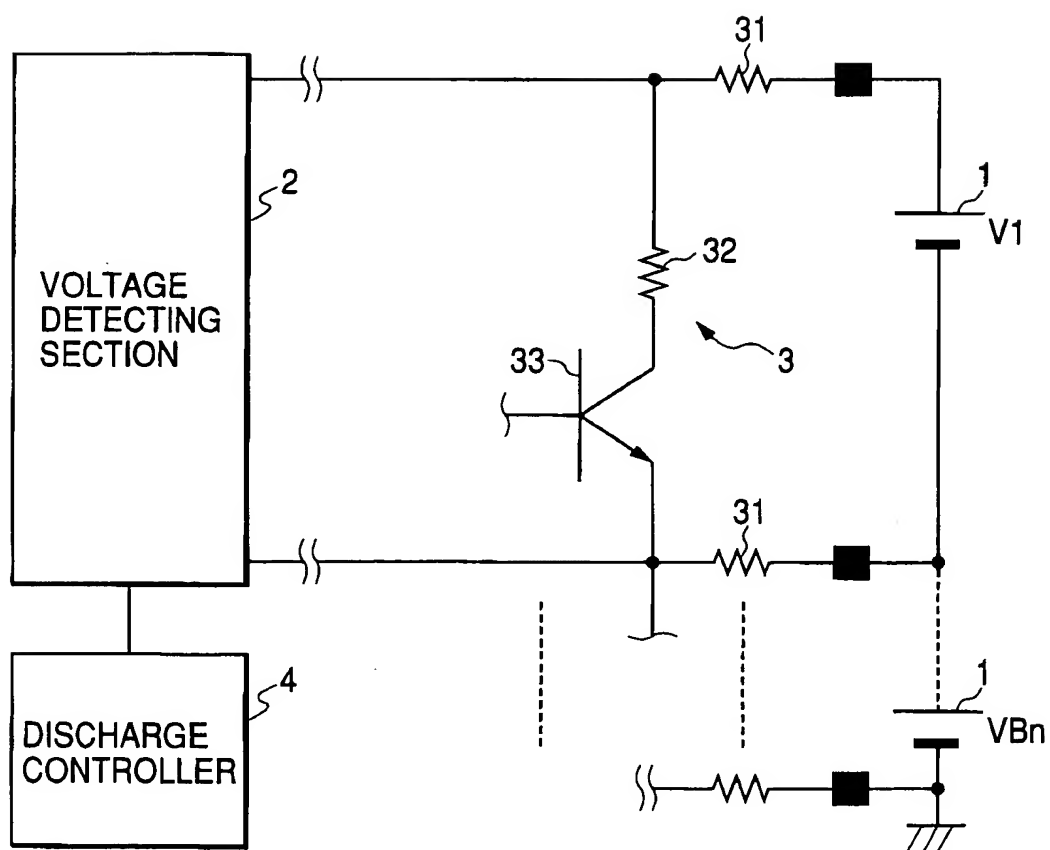 31
2
1
V1
VOLTAGE
DETECTING
SECTION
32
33
3
31
4
DISCHARGE
CONTROLLER
1
VBn